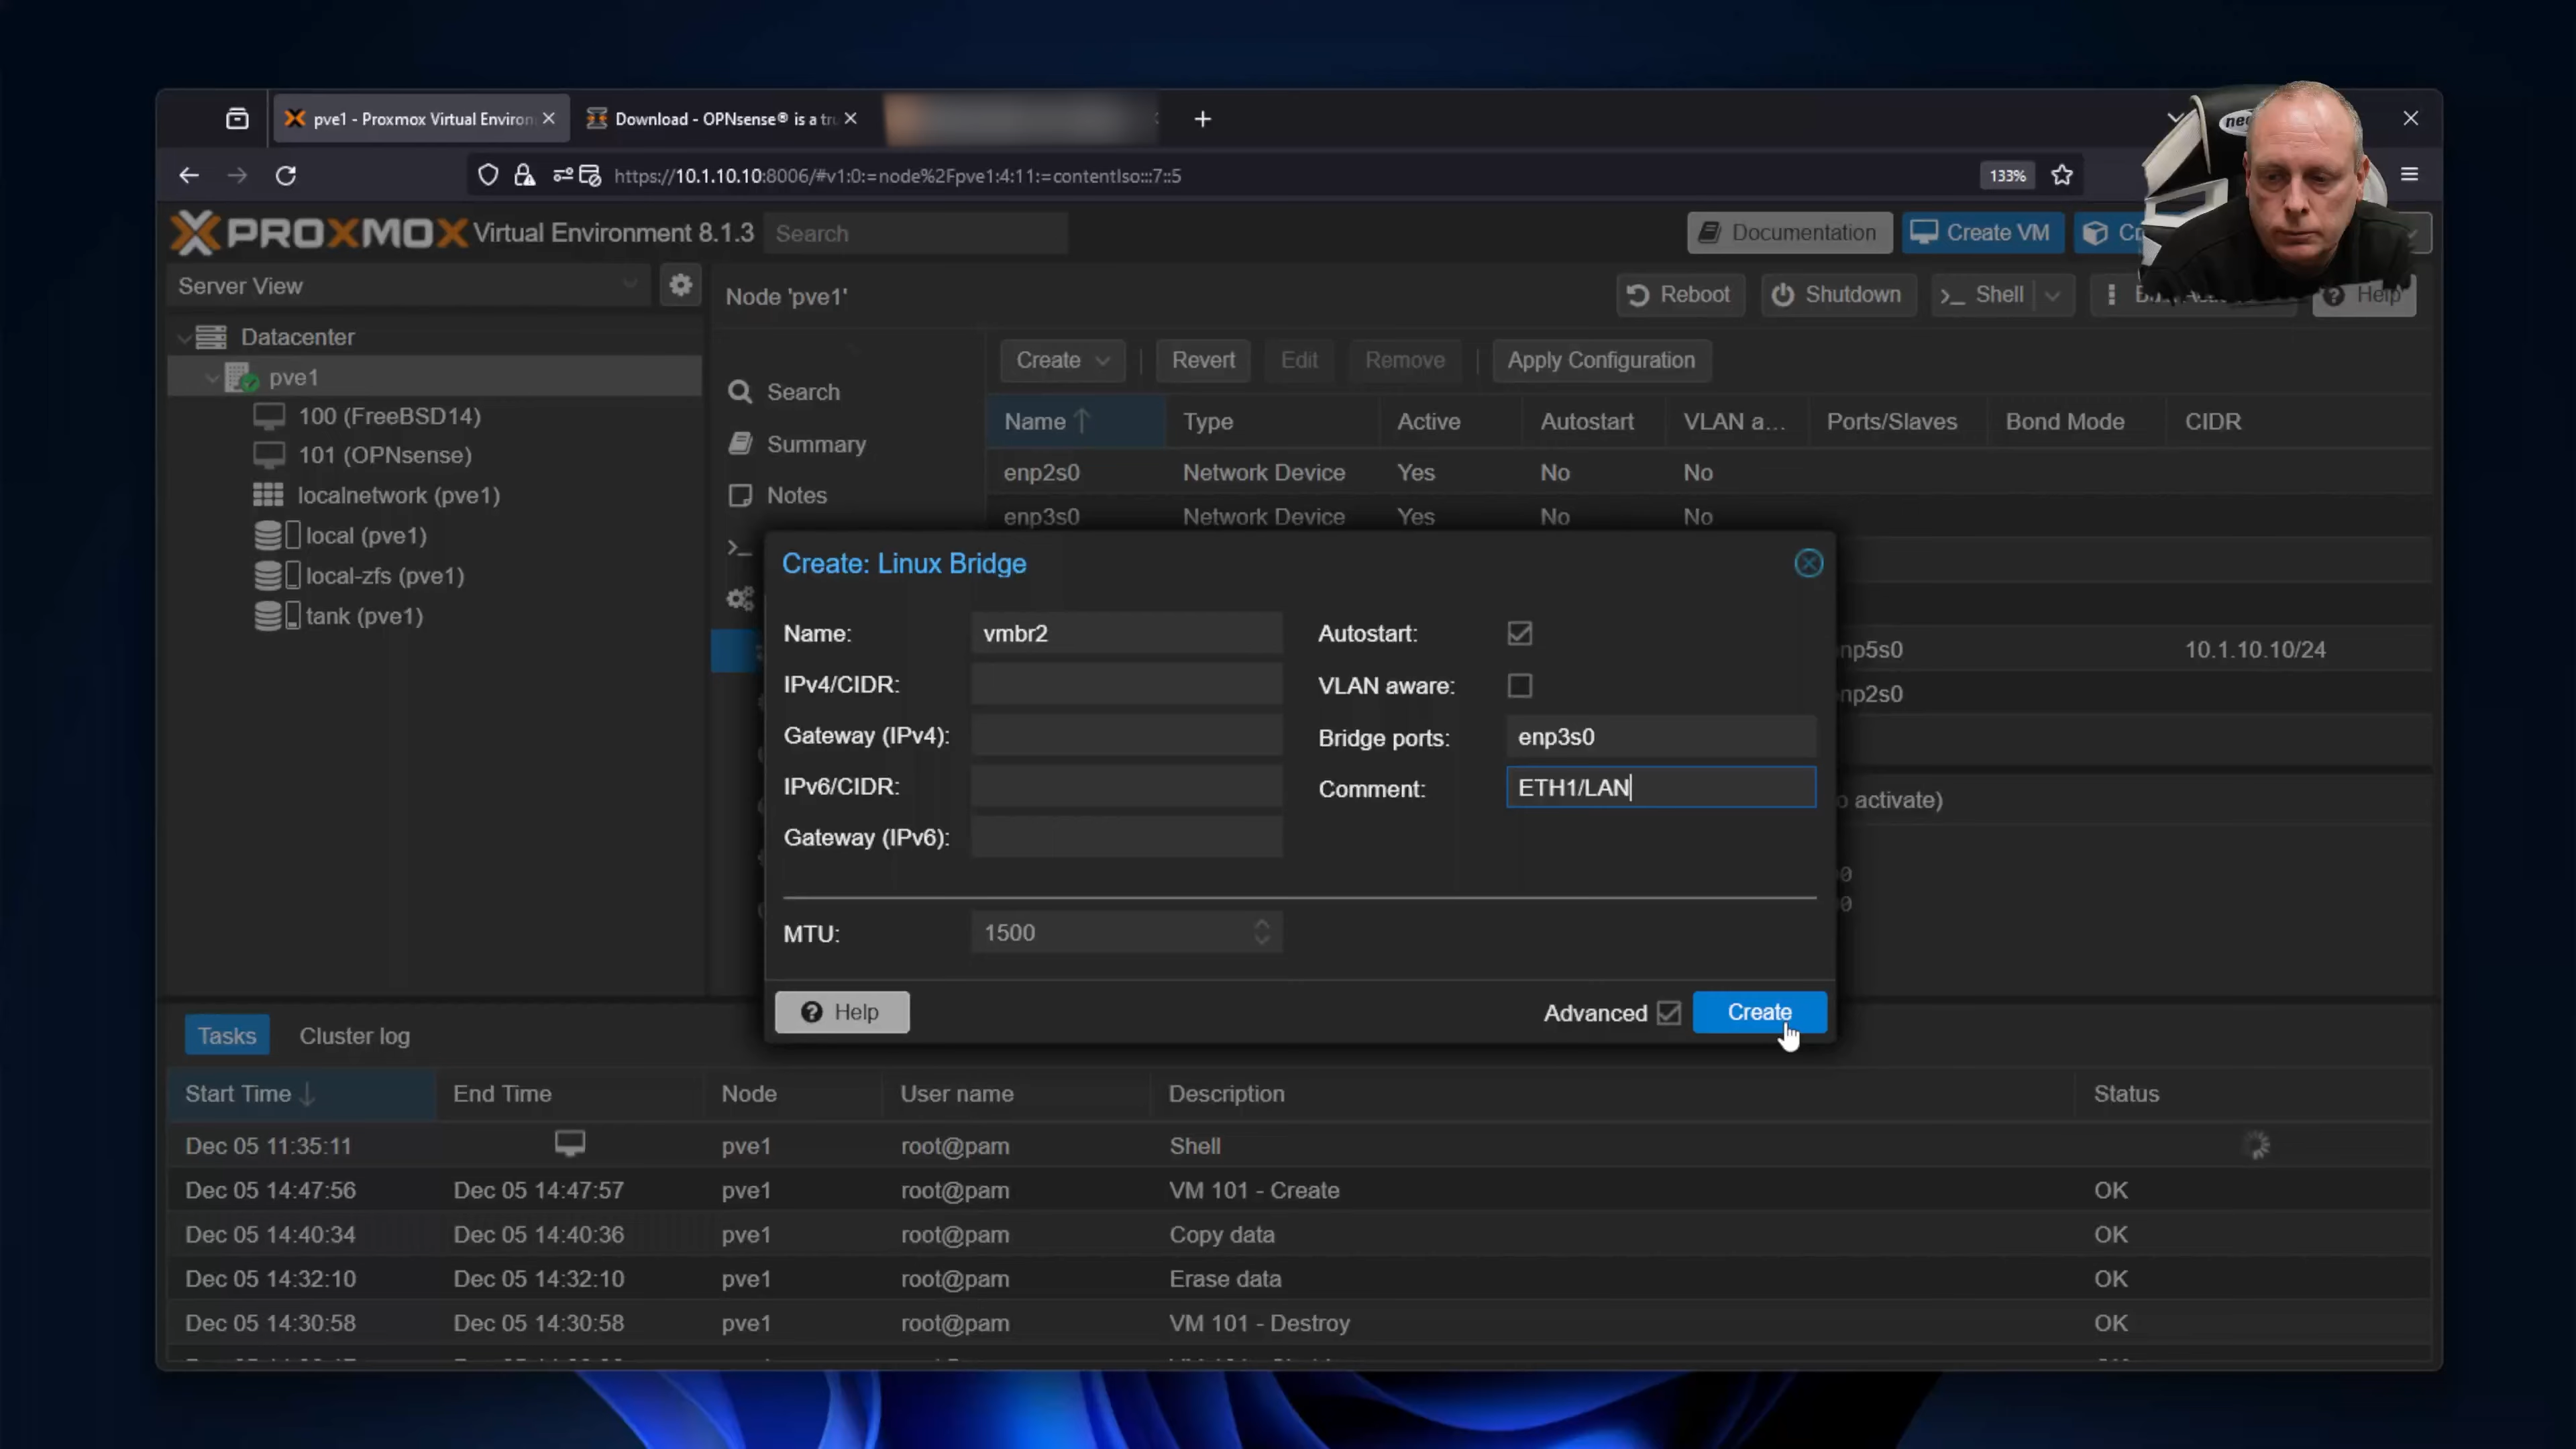 pve1 - Proxmox Virtual Environ
Download - OPNsense® is a tru
https://10.1.10.10:8006/#v1:0:=node%2Fpve1:4:11:=contentIso:::7::5
133%
PROXMOX Virtual Environment 8.1.3
Search
Documentation
Create VM
Server View
Node 'pve1'
Reboot
Shutdown
Shell
Help
Datacenter
pve1
100 (FreeBSD14)
101 (OPNsense)
localnetwork (pve1)
local (pve1)
local-zfs (pve1)
tank (pve1)
Search
Summary
Notes
Create
Revert
Edit
Remove
Apply Configuration
Name Type Active Autostart VLAN a... Ports/Slaves Bond Mode CIDR
enp2s0 Network Device Yes No No
enp3s0 Network Device Yes No No
np5s0 10.1.10.10/24
np2s0
o activate)
0
0
Create: Linux Bridge
Name: vmbr2
IPv4/CIDR:
Gateway (IPv4):
IPv6/CIDR:
Gateway (IPv6):
Autostart:
VLAN aware:
Bridge ports: enp3s0
Comment: ETH1/LAN
MTU: 1500
Help
Advanced
Create
Tasks
Cluster log
Start Time End Time Node User name Description Status
Dec 05 11:35:11 pve1 root@pam Shell
Dec 05 14:47:56 Dec 05 14:47:57 pve1 root@pam VM 101 - Create OK
Dec 05 14:40:34 Dec 05 14:40:36 pve1 root@pam Copy data OK
Dec 05 14:32:10 Dec 05 14:32:10 pve1 root@pam Erase data OK
Dec 05 14:30:58 Dec 05 14:30:58 pve1 root@pam VM 101 - Destroy OK